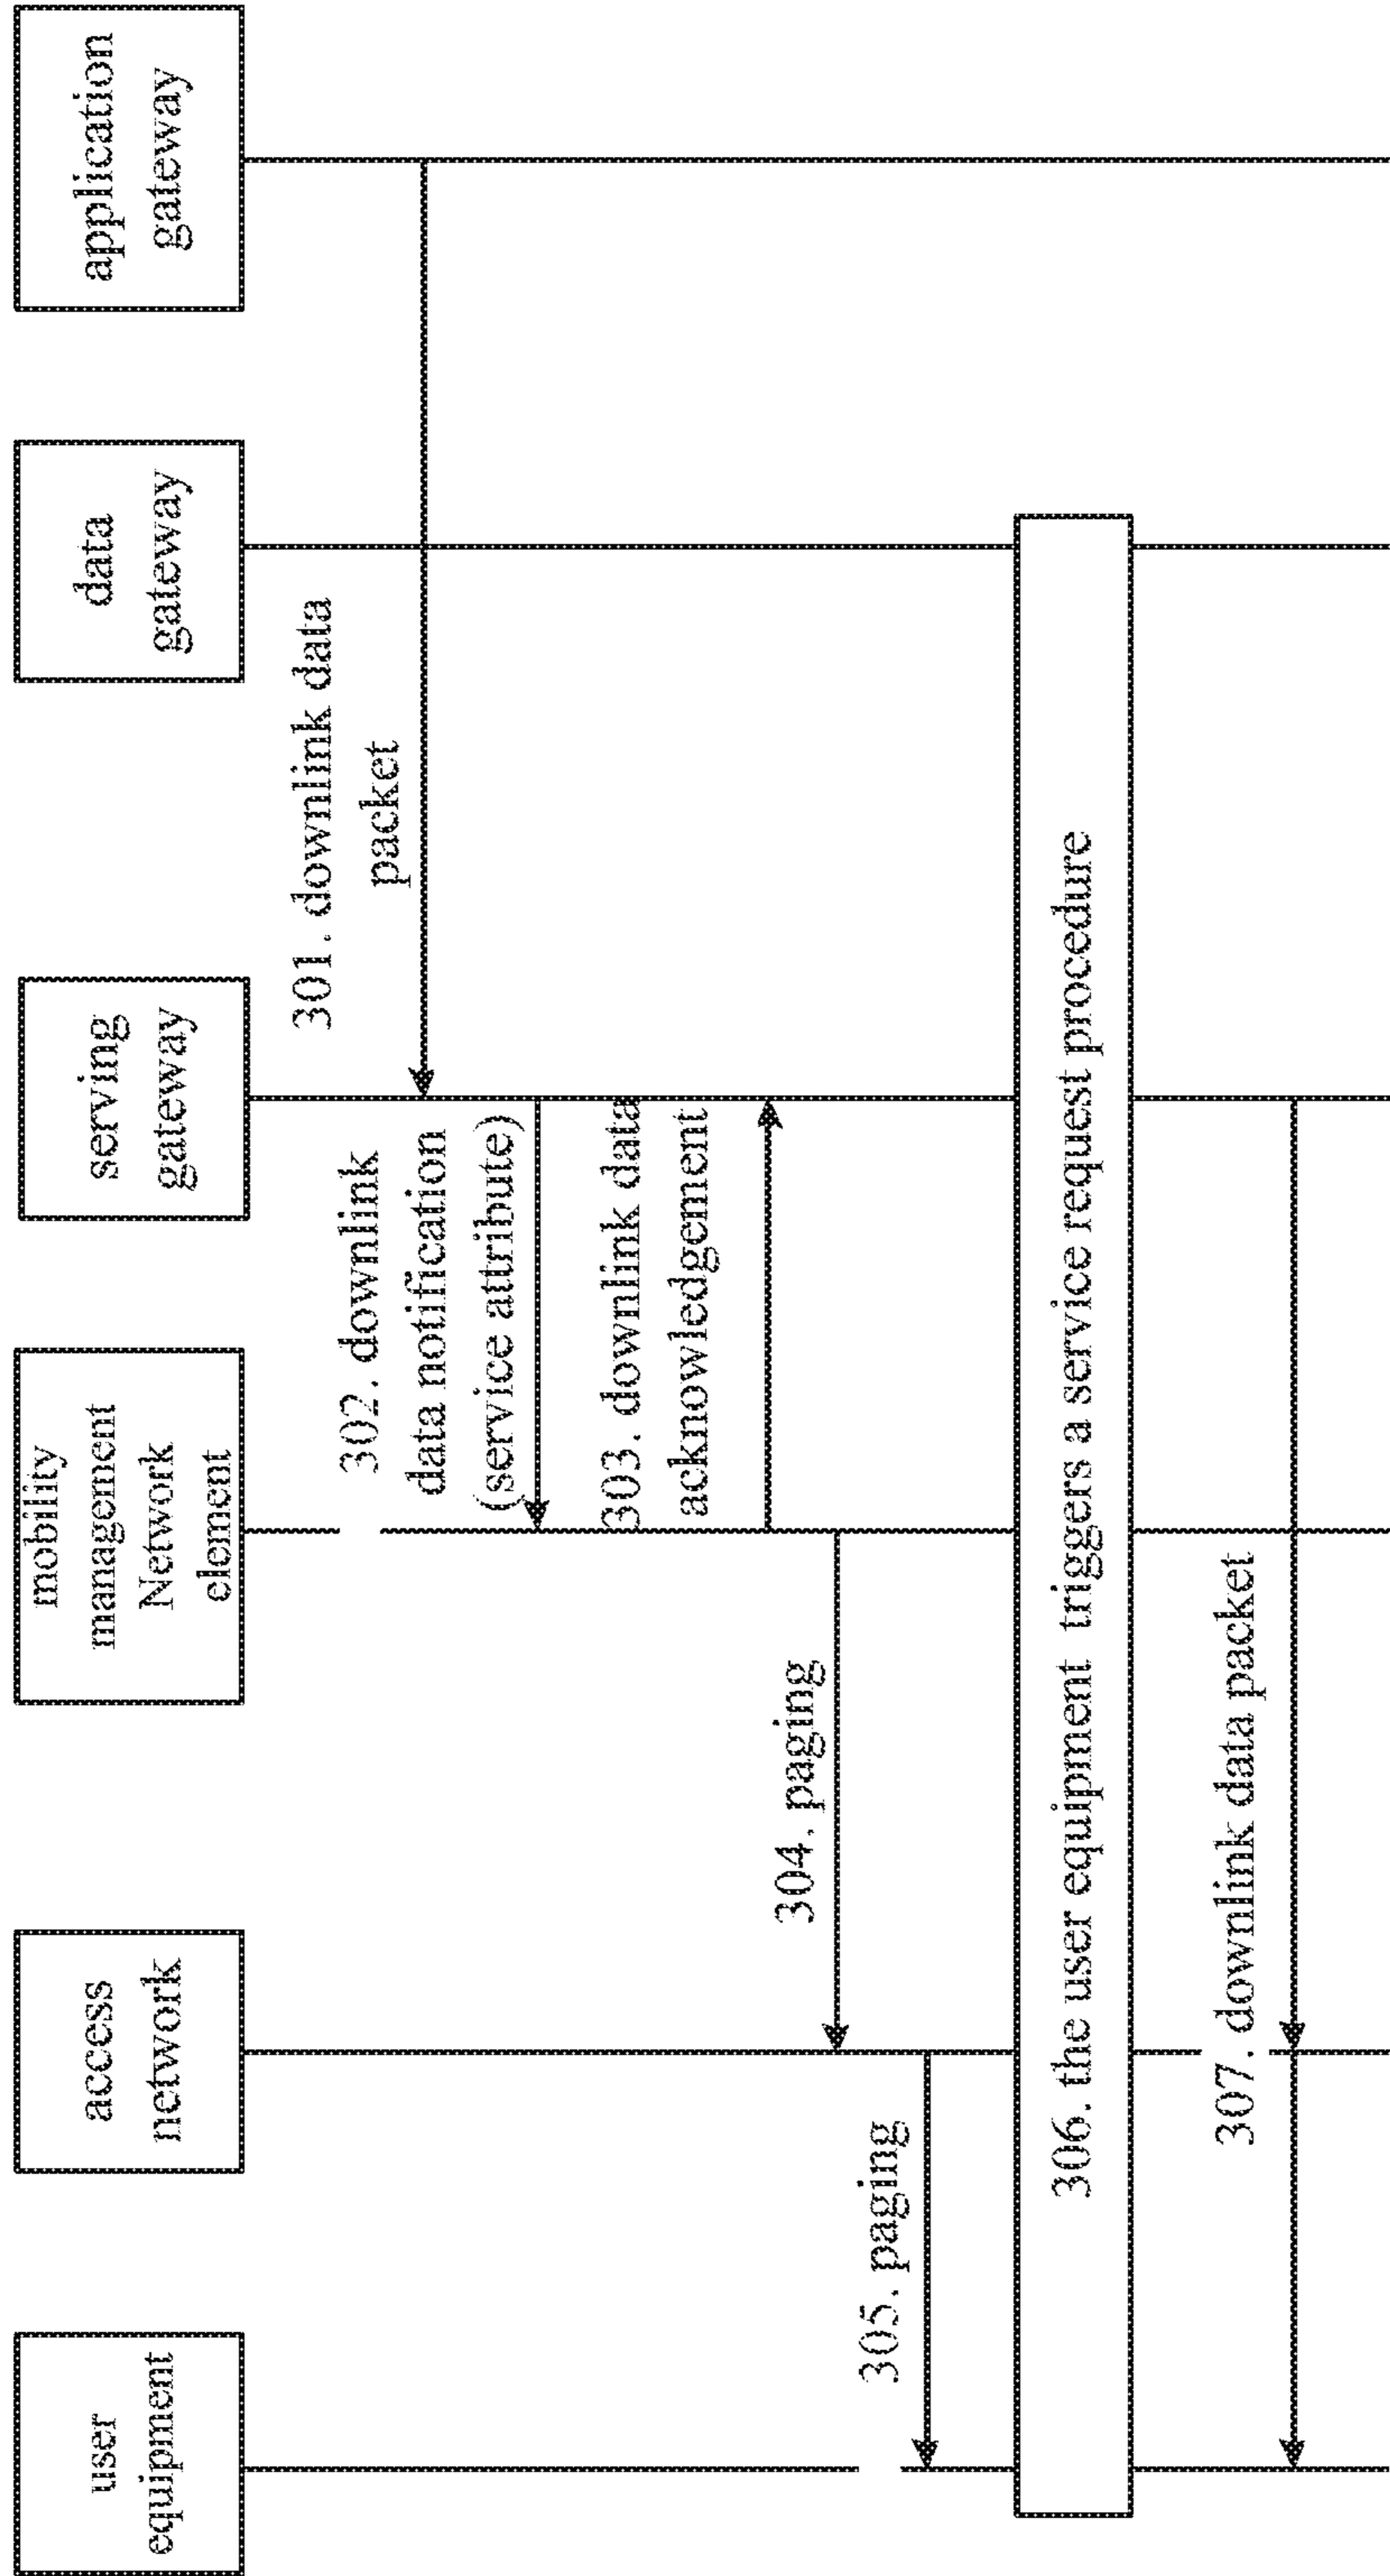 user
equipment
access
network
mobility
management
Network
element
serving
gateway
data
gateway
application
gateway
301. downlink data
packet
302. downlink
data notification
(service attribute)
303. downlink data
acknowledgement
304. paging
305. paging
306. the user equipment triggers a service request procedure
307. downlink data packet